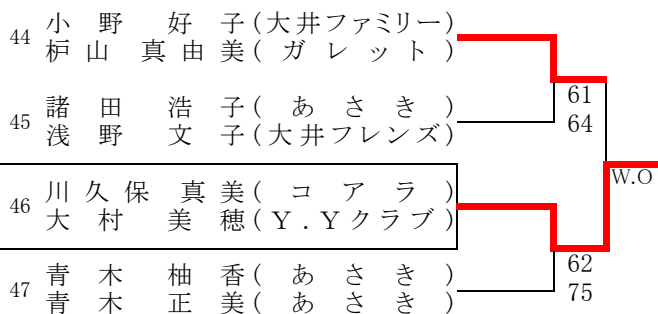 44 小野 好子(大井ファミリー)
枦山 真由美(ガレット)
61
64
45 諸田 浩子(あさき)
浅野 文子(大井フレンズ)
W.O
46 川久保 真美(コアラ)
大村 美穂(Y.Yクラブ)
62
75
47 青木 柚香(あさき)
青木 正美(あさき)